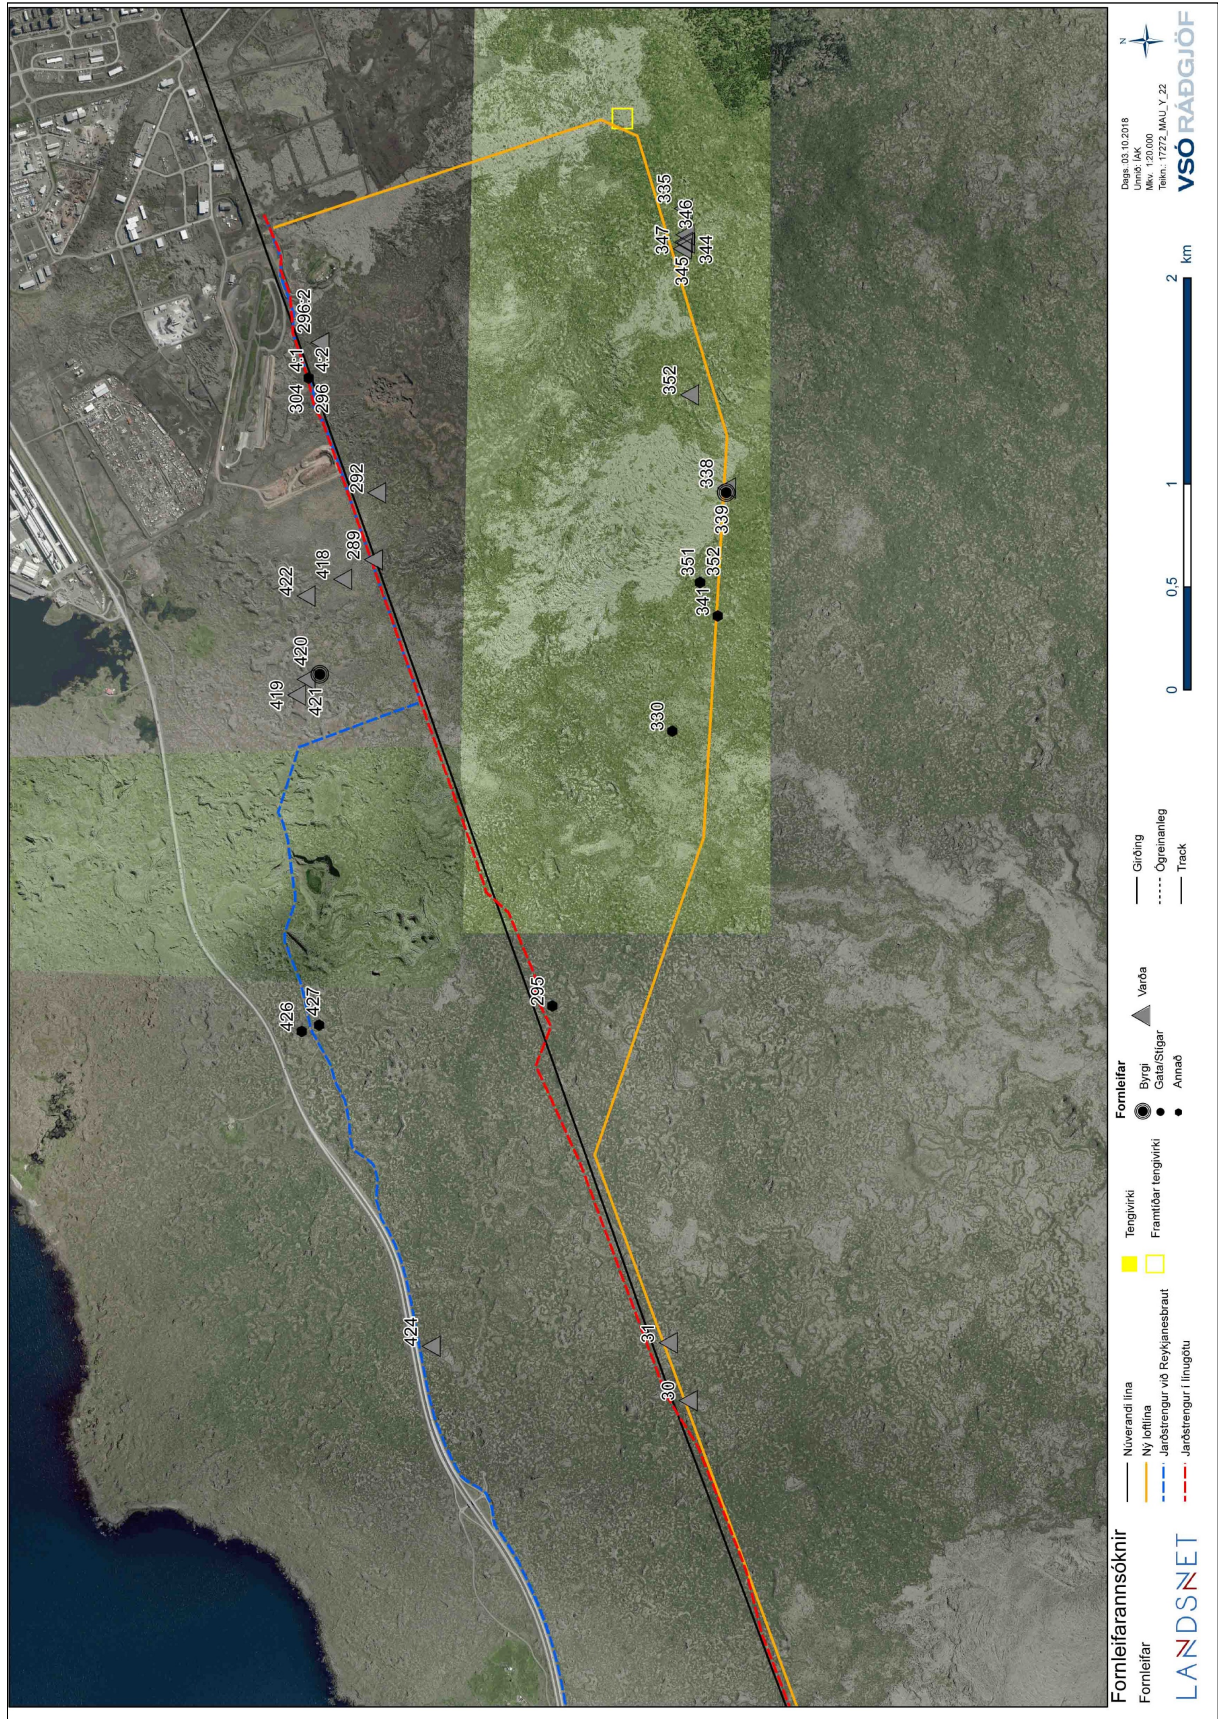 419
420
421
422
418
289
292
304
4:1
296:2
296
4:2
426
427
295
424
31
30
330
341
351
352
339
338
352
345
347
344
346
335
Fornleifarannsóknir
Fornleifar
LANDSNET
Núverandi lína
Ný loftlína
Jarðstrengur við Reykjanesbraut
Jarðstrengur í línugötu
Tengivirki
Framtíðar tengivirki
Fornleifar
Byrgi
Gata/Stígar
Annað
Varða
Girðing
Ógreinanleg
Track
0
0,5
1
2
km
N
Dags.:03.10.2018
Unnið: ÍAK
Mkv. 1:20.000
Teikn.: 17272_MAU_Y_22
VSÓ RÁÐGJÖF